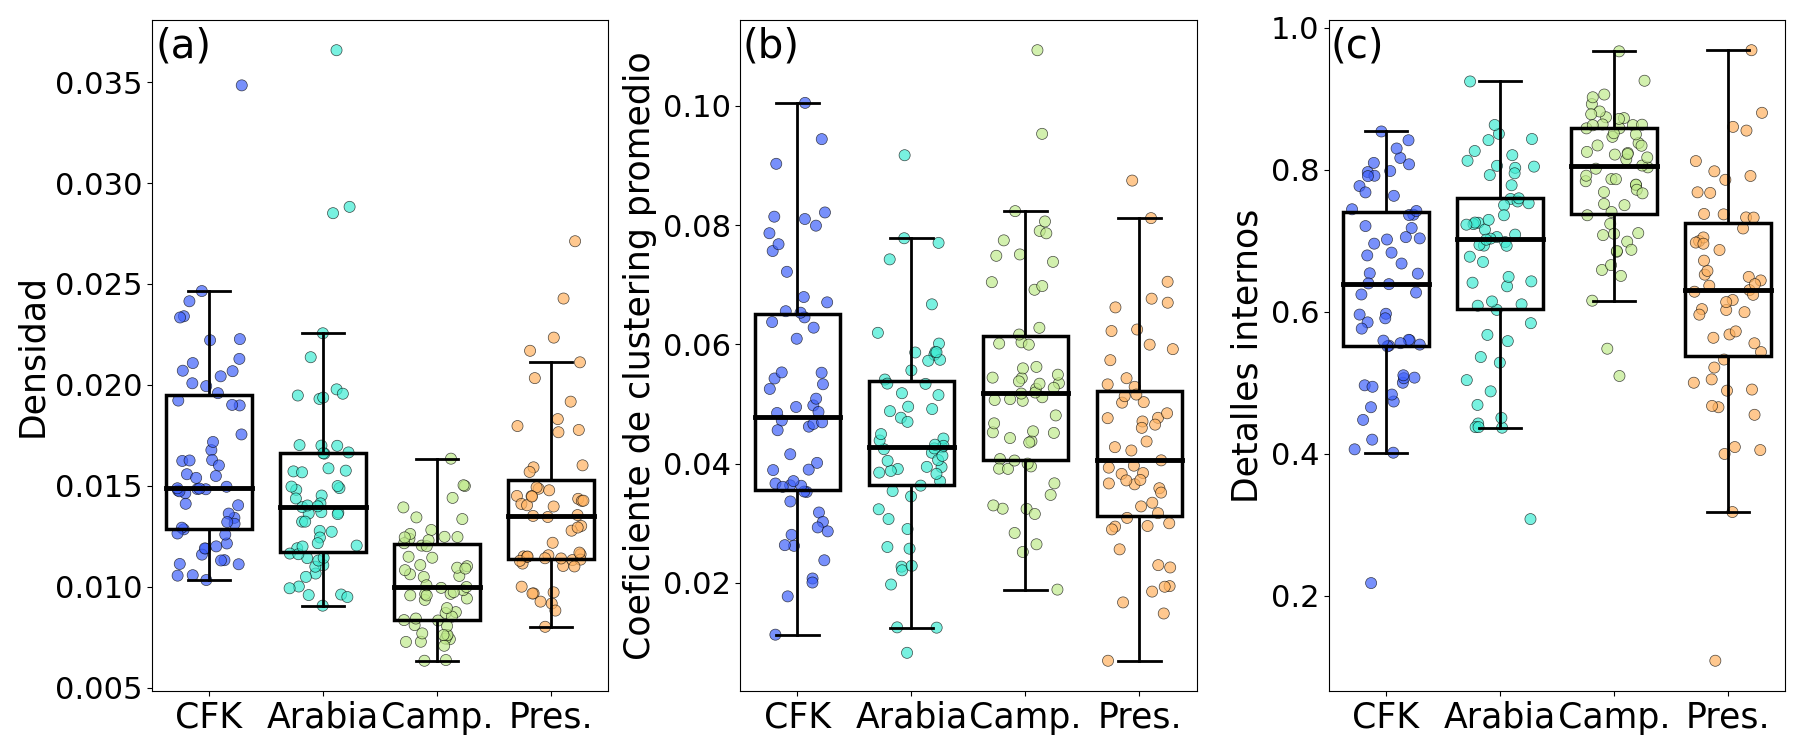 (a)
Densidad
0.035
0.030
0.025
0.020
0.015
0.010
0.005
CFK Arabia Camp. Pres.
(b)
Coeficiente de clustering promedio
0.10
0.08
0.06
0.04
0.02
CFK Arabia Camp. Pres.
(c)
Detalles internos
1.0
0.8
0.6
0.4
0.2
CFK Arabia Camp. Pres.